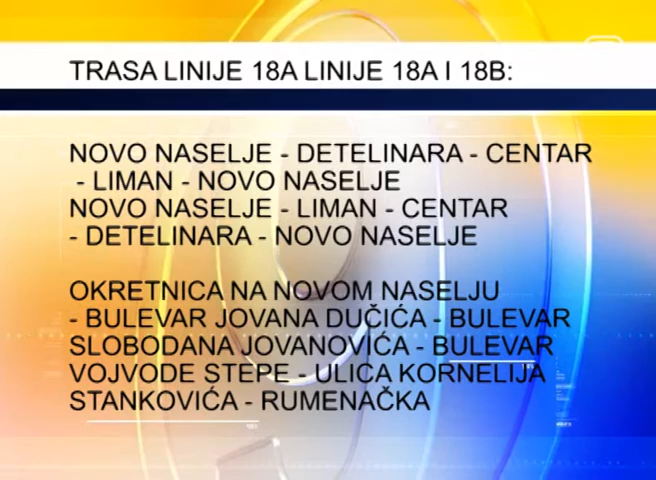 TRASA LINIJE 18A LINIJE 18A I 18B:
NOVO NASELJE - DETELINARA - CENTAR
- LIMAN - NOVO NASELJE
NOVO NASELJE - LIMAN - CENTAR
- DETELINARA - NOVO NASELJE
OKRETNICA NA NOVOM NASELJU
- BULEVAR JOVANA DUČIĆA - BULEVAR
SLOBODANA JOVANOVIĆA - BULEVAR
VOJVODE STEPE - ULICA KORNELIJA
STANKOVIĆA - RUMENAČKA